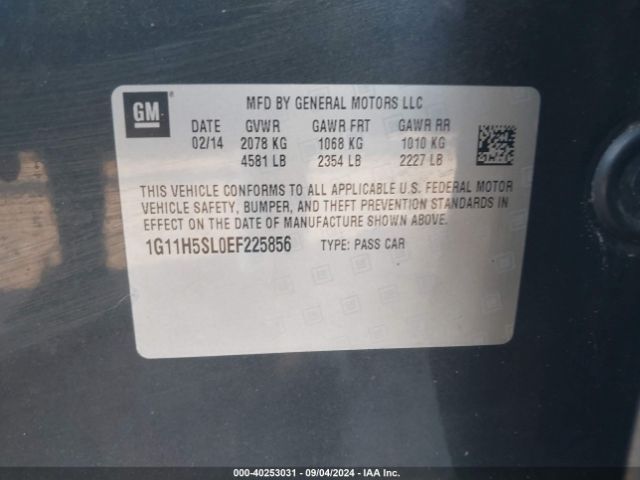 GM
MFD BY GENERAL MOTORS LLC
DATE GVWR GAWR FRT GAWR RR
02/14 2078 KG 1068 KG 1010 KG
4581 LB 2354 LB 2227 LB
THIS VEHICLE CONFORMS TO ALL APPLICABLE U.S. FEDERAL MOTOR
VEHICLE SAFETY, BUMPER, AND THEFT PREVENTION STANDARDS IN
EFFECT ON THE DATE OF MANUFACTURE SHOWN ABOVE.
1G11H5SL0EF225856 TYPE: PASS CAR
000-40253031 - 09/04/2024 - IAA Inc.